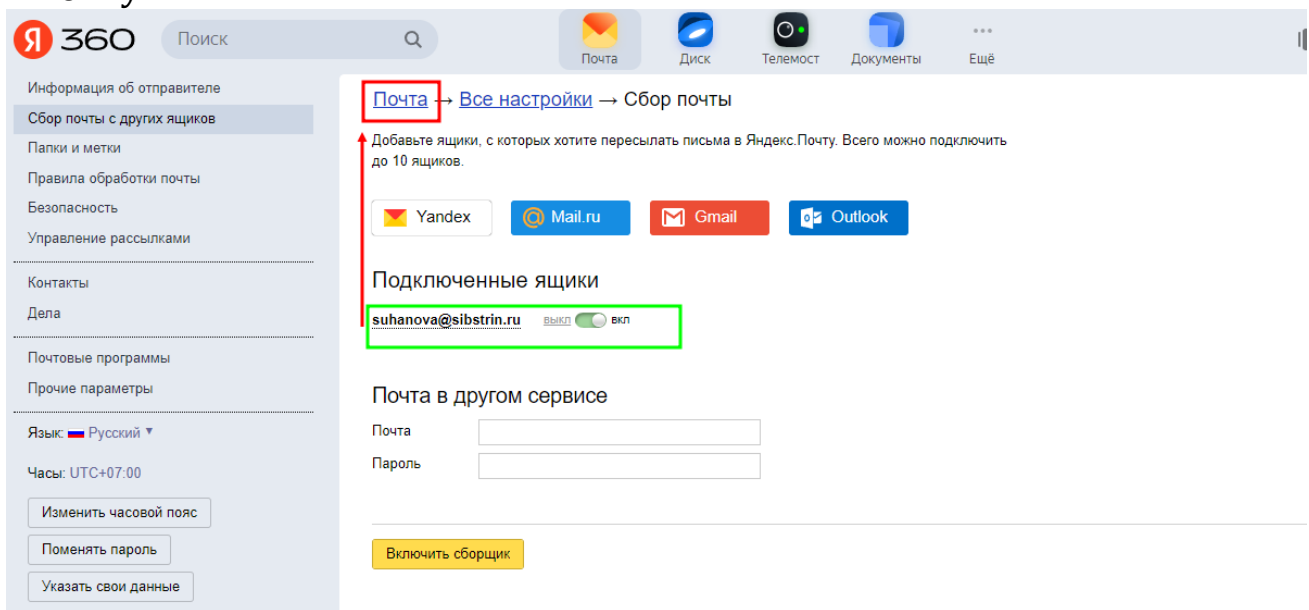 Я 360
Поиск
Почта
Диск
Телемост
Документы
Ещё
Информация об отправителе
Сбор почты с других ящиков
Папки и метки
Правила обработки почты
Безопасность
Управление рассылками
Контакты
Дела
Почтовые программы
Прочие параметры
Язык: Русский
Часы: UTC+07:00
Изменить часовой пояс
Поменять пароль
Указать свои данные
Почта → Все настройки → Сбор почты
Добавьте ящики, с которых хотите пересылать письма в Яндекс.Почту. Всего можно подключить
до 10 ящиков.
Yandex
@ Mail.ru
Gmail
Outlook
Подключенные ящики
suhanova@sibstrin.ru выкл вкл
Почта в другом сервисе
Почта
Пароль
Включить сборщик